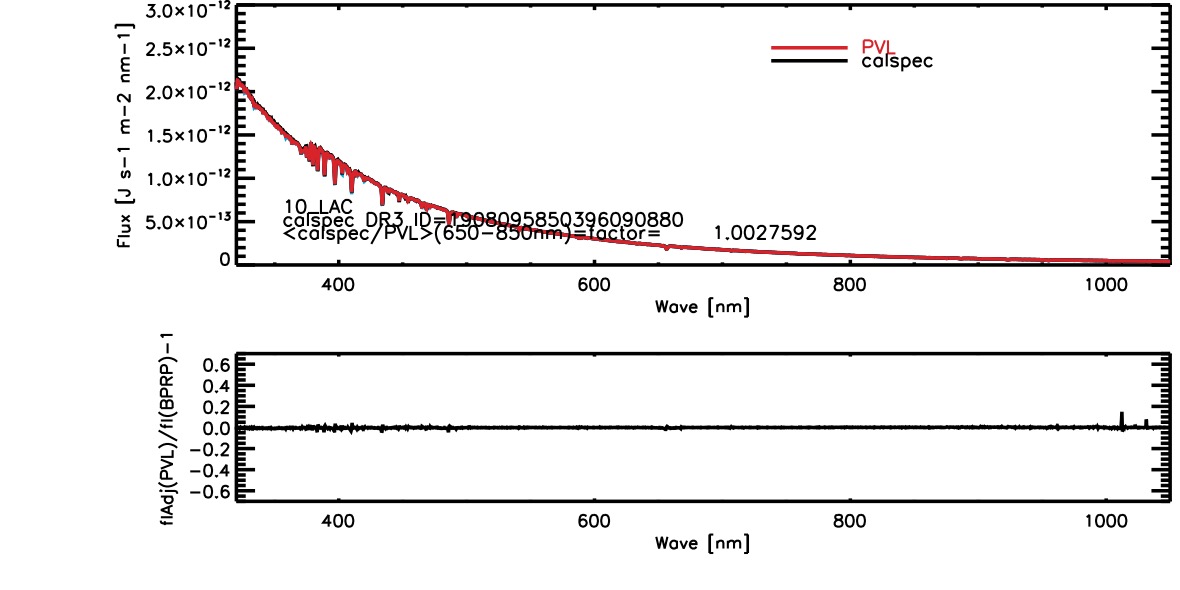 3.0×10−12
2.5×10−12
2.0×10−12
1.5×10−12
1.0×10−12
5.0×10−13
0
Flux [J s−1 m−2 nm−1]
PVL
calspec
10_LAC
calspec DR3 ID=1908095850396090880
<calspec/PVL>(650−850nm)=factor= 1.0027592
400 600 800 1000
Wave [nm]
0.6
0.4
0.2
0.0
−0.2
−0.4
−0.6
flAdj(PVL)/fl(BPRP)−1
400 600 800 1000
Wave [nm]